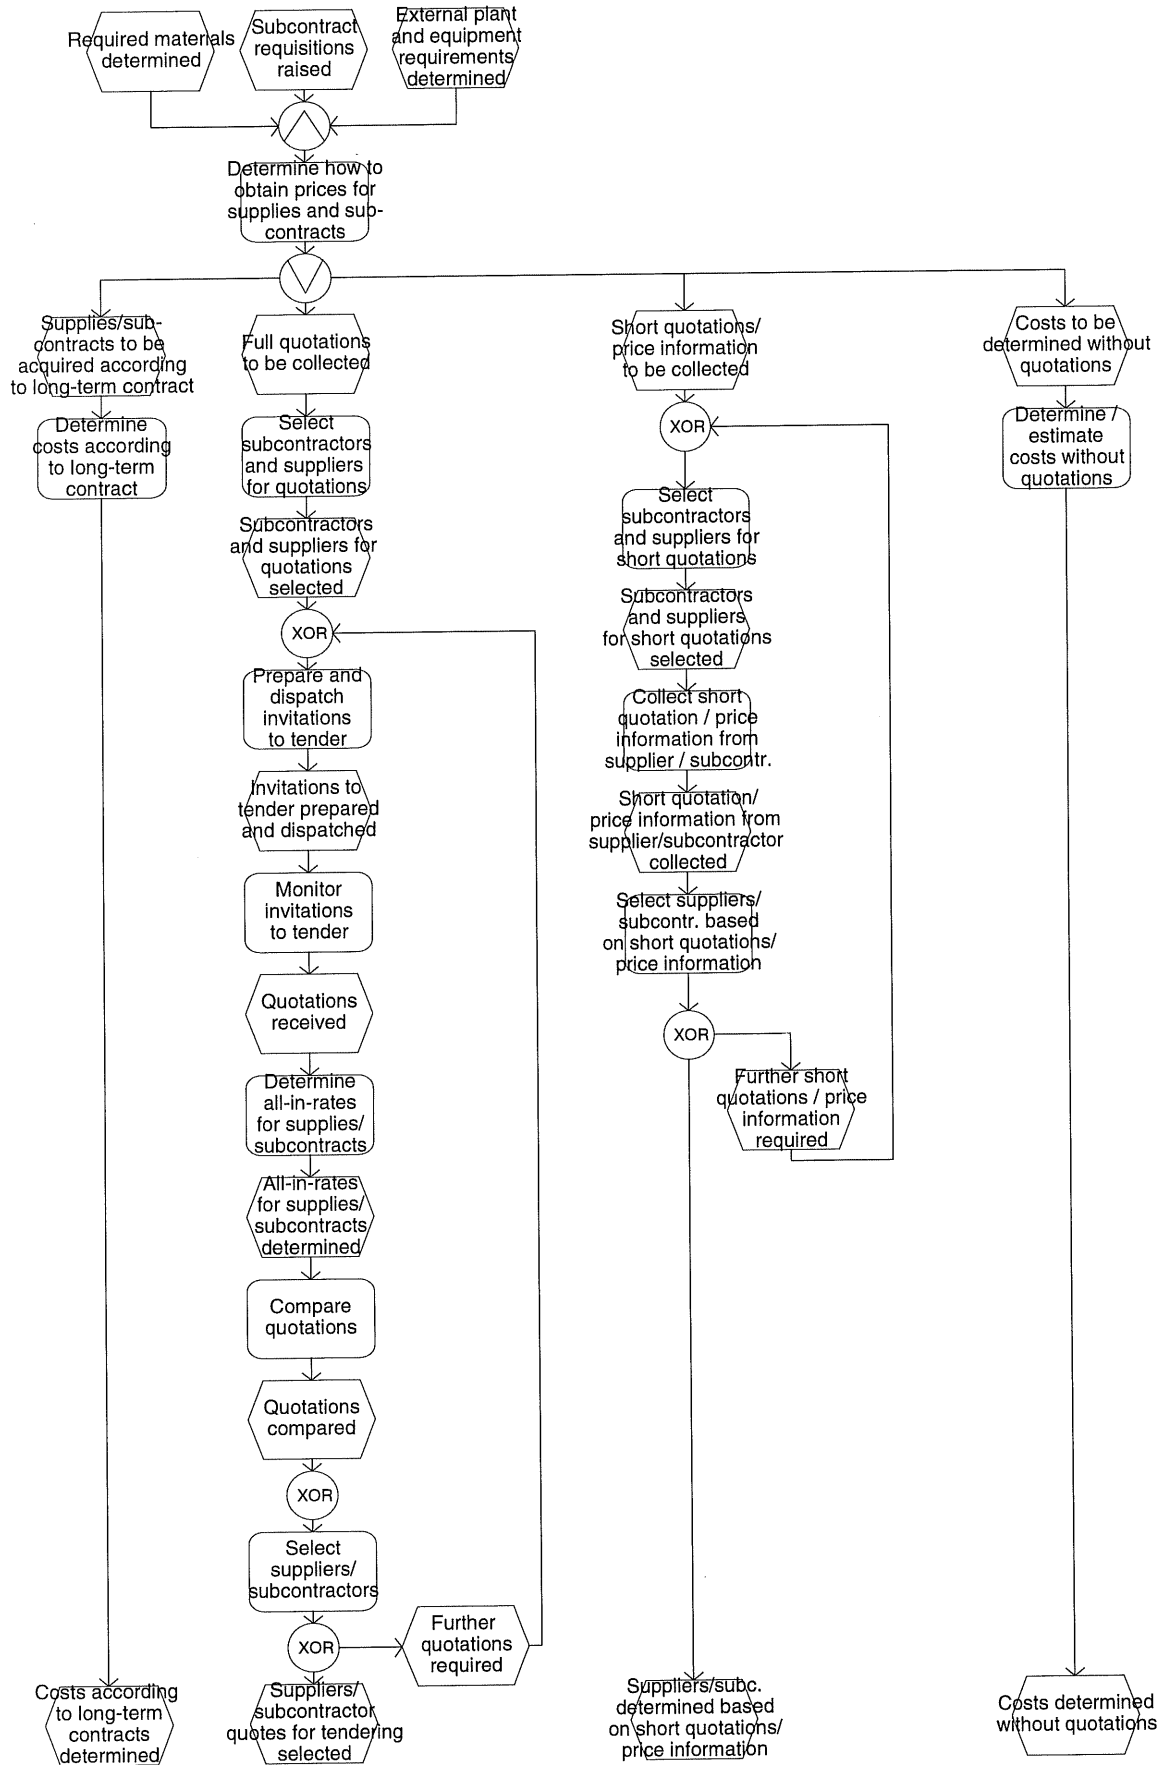 Required materials
determined
Subcontract
requisitions
raised
External plant
and equipment
requirements
determined
Determine how to
obtain prices for
supplies and sub-
contracts
Supplies/sub-
contracts to be
acquired according
to long-term contract
Determine
costs according
to long-term
contract
Costs according
to long-term
contracts
determined
Full quotations
to be collected
Select
subcontractors
and suppliers
for quotations
Subcontractors
and suppliers for
quotations
selected
XOR
Prepare and
dispatch
invitations
to tender
Invitations to
tender prepared
and dispatched
Monitor
invitations
to tender
Quotations
received
Determine
all-in-rates
for supplies/
subcontracts
All-in-rates
for supplies/
subcontracts
determined
Compare
quotations
Quotations
compared
XOR
Select
suppliers/
subcontractors
XOR
Further
quotations
required
Suppliers/
subcontractor
quotes for tendering
selected
Short quotations/
price information
to be collected
XOR
Select
subcontractors
and suppliers for
short quotations
Subcontractors
and suppliers
for short quotations
selected
Collect short
quotation / price
information from
supplier / subcontr.
Short quotation/
price information from
supplier/subcontractor
collected
Select suppliers/
subcontr. based
on short quotations/
price information
XOR
Further short
quotations / price
information
required
Suppliers/subc.
determined based
on short quotations/
price information
Costs to be
determined without
quotations
Determine /
estimate
costs without
quotations
Costs determined
without quotations